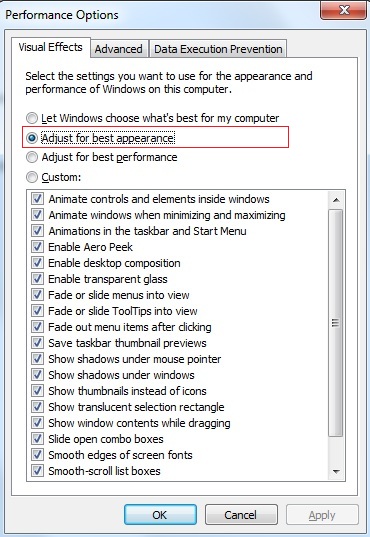 Performance Options
Visual Effects Advanced Data Execution Prevention
Select the settings you want to use for the appearance and
performance of Windows on this computer.
Let Windows choose what's best for my computer
Adjust for best appearance
Adjust for best performance
Custom:
Animate controls and elements inside windows
Animate windows when minimizing and maximizing
Animations in the taskbar and Start Menu
Enable Aero Peek
Enable desktop composition
Enable transparent glass
Fade or slide menus into view
Fade or slide ToolTips into view
Fade out menu items after clicking
Save taskbar thumbnail previews
Show shadows under mouse pointer
Show shadows under windows
Show thumbnails instead of icons
Show translucent selection rectangle
Show window contents while dragging
Slide open combo boxes
Smooth edges of screen fonts
Smooth-scroll list boxes
OK Cancel Apply